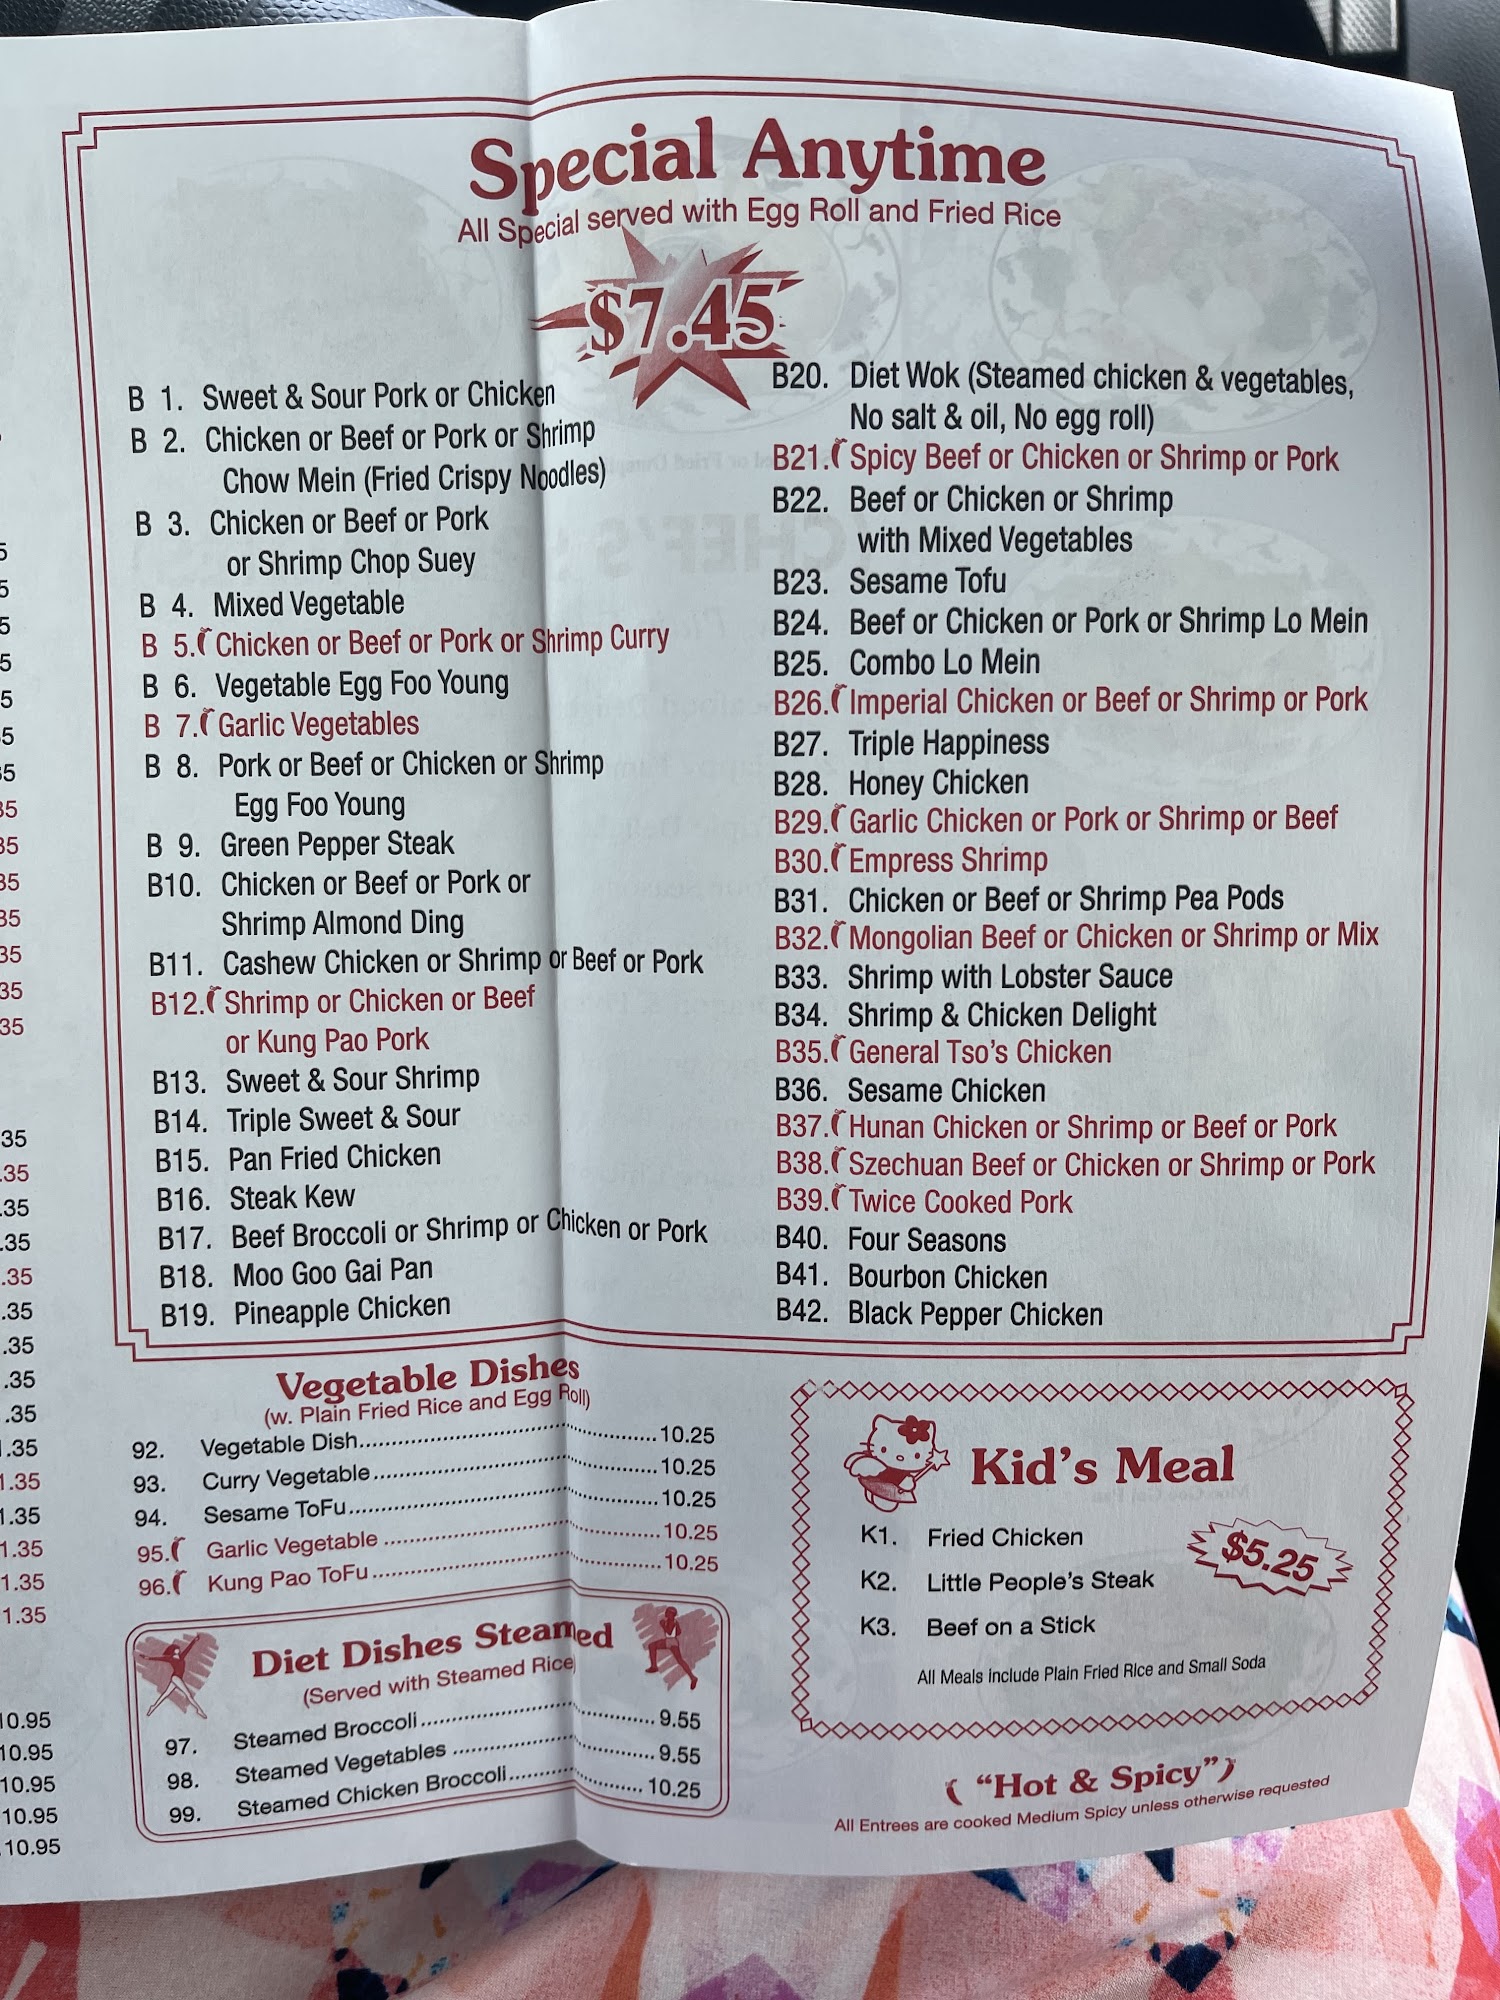 Special Anytime
All Special served with Egg Roll and Fried Rice
$7.45
B 1. Sweet & Sour Pork or Chicken
B 2. Chicken or Beef or Pork or Shrimp
Chow Mein (Fried Crispy Noodles)
B 3. Chicken or Beef or Pork
or Shrimp Chop Suey
B 4. Mixed Vegetable
B 5. Chicken or Beef or Pork or Shrimp Curry
B 6. Vegetable Egg Foo Young
B 7. Garlic Vegetables
B 8. Pork or Beef or Chicken or Shrimp
Egg Foo Young
B 9. Green Pepper Steak
B10. Chicken or Beef or Pork or
Shrimp Almond Ding
B11. Cashew Chicken or Shrimp or Beef or Pork
B12. Shrimp or Chicken or Beef
or Kung Pao Pork
B13. Sweet & Sour Shrimp
B14. Triple Sweet & Sour
B15. Pan Fried Chicken
B16. Steak Kew
B17. Beef Broccoli or Shrimp or Chicken or Pork
B18. Moo Goo Gai Pan
B19. Pineapple Chicken
B20. Diet Wok (Steamed chicken & vegetables,
No salt & oil, No egg roll)
B21. Spicy Beef or Chicken or Shrimp or Pork
B22. Beef or Chicken or Shrimp
with Mixed Vegetables
B23. Sesame Tofu
B24. Beef or Chicken or Pork or Shrimp Lo Mein
B25. Combo Lo Mein
B26. Imperial Chicken or Beef or Shrimp or Pork
B27. Triple Happiness
B28. Honey Chicken
B29. Garlic Chicken or Pork or Shrimp or Beef
B30. Empress Shrimp
B31. Chicken or Beef or Shrimp Pea Pods
B32. Mongolian Beef or Chicken or Shrimp or Mix
B33. Shrimp with Lobster Sauce
B34. Shrimp & Chicken Delight
B35. General Tso's Chicken
B36. Sesame Chicken
B37. Hunan Chicken or Shrimp or Beef or Pork
B38. Szechuan Beef or Chicken or Shrimp or Pork
B39. Twice Cooked Pork
B40. Four Seasons
B41. Bourbon Chicken
B42. Black Pepper Chicken
Vegetable Dishes
(w. Plain Fried Rice and Egg Roll)
92. Vegetable Dish 10.25
93. Curry Vegetable 10.25
94. Sesame ToFu 10.25
95. Garlic Vegetable 10.25
96. Kung Pao ToFu 10.25
Diet Dishes Steamed
(Served with Steamed Rice)
97. Steamed Broccoli 9.55
98. Steamed Vegetables 9.55
99. Steamed Chicken Broccoli 10.25
Kid's Meal
K1. Fried Chicken
K2. Little People's Steak
K3. Beef on a Stick
$5.25
All Meals include Plain Fried Rice and Small Soda
"Hot & Spicy"
All Entrees are cooked Medium Spicy unless otherwise requested
10.95
10.95
10.95
10.95
10.95